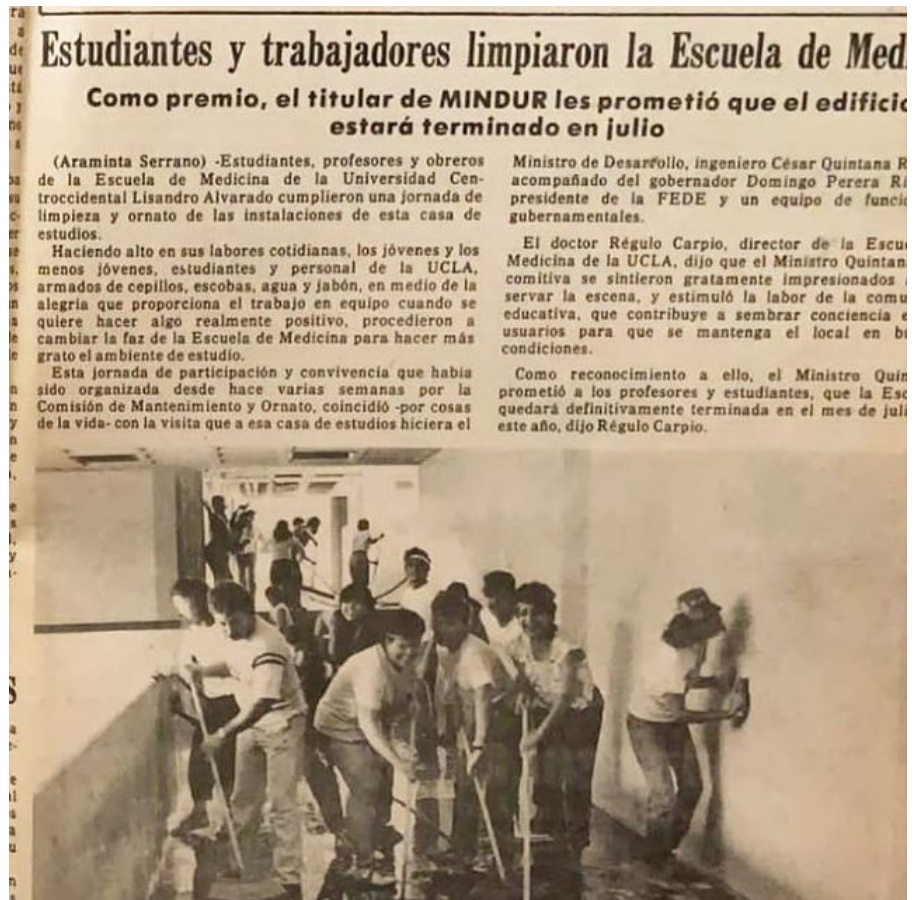 Estudiantes y trabajadores limpiaron la Escuela de Med
Como premio, el titular de MINDUR les prometió que el edificio
estará terminado en julio
(Araminta Serrano) -Estudiantes, profesores y obreros
de la Escuela de Medicina de la Universidad Cen-
troccidental Lisandro Alvarado cumplieron una jornada de
limpieza y ornato de las instalaciones de esta casa de
estudios.
Haciendo alto en sus labores cotidianas, los jóvenes y los
menos jóvenes, estudiantes y personal de la UCLA,
armados de cepillos, escobas, agua y jabón, en medio de la
alegria que proporciona el trabajo en equipo cuando se
quiere hacer algo realmente positivo, procedieron a
cambiar la faz de la Escuela de Medicina para hacer más
grato el ambiente de estudio.
Esta jornada de participación y convivencia que había
sido organizada desde hace varias semanas por la
Comisión de Mantenimiento y Ornato, coincidió -por cosas
de la vida- con la visita que a esa casa de estudios hiciera el
Ministro de Desarrollo, ingeniero César Quintana R
acompañado del gobernador Domingo Perera Ri
presidente de la FEDE y un equipo de funcio
gubernamentales.
El doctor Régulo Carpio, director de la Escue
Medicina de la UCLA, dijo que el Ministro Quintan
comitiva se sintieron gratamente impresionados
servar la escena, y estimuló la labor de la comu
educativa, que contribuye a sembrar conciencia e
usuarios para que se mantenga el local en bu
condiciones.
Como reconocimiento a ello, el Ministro Quin
prometió a los profesores y estudiantes, que la Esc
quedará definitivamente terminada en el mes de juli
este año, dijo Régulo Carpio.